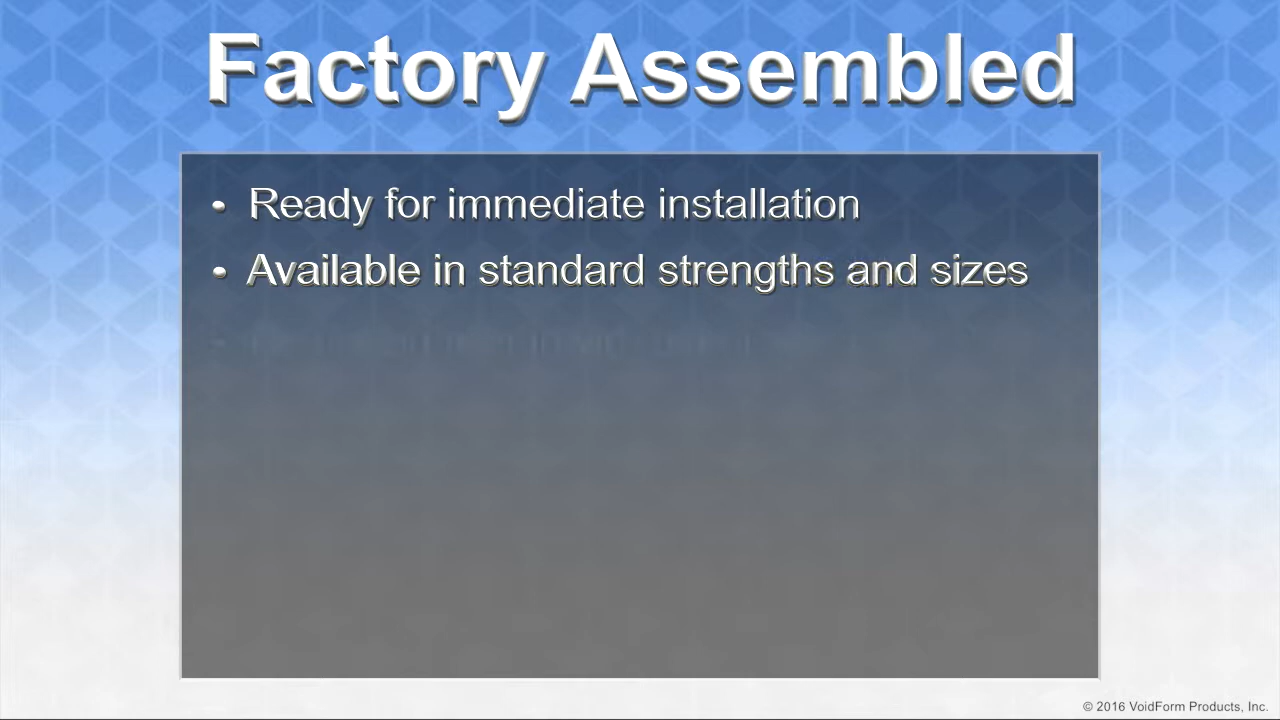 Factory Assembled
• Ready for immediate installation
• Available in standard strengths and sizes
© 2016 VoidForm Products, Inc.